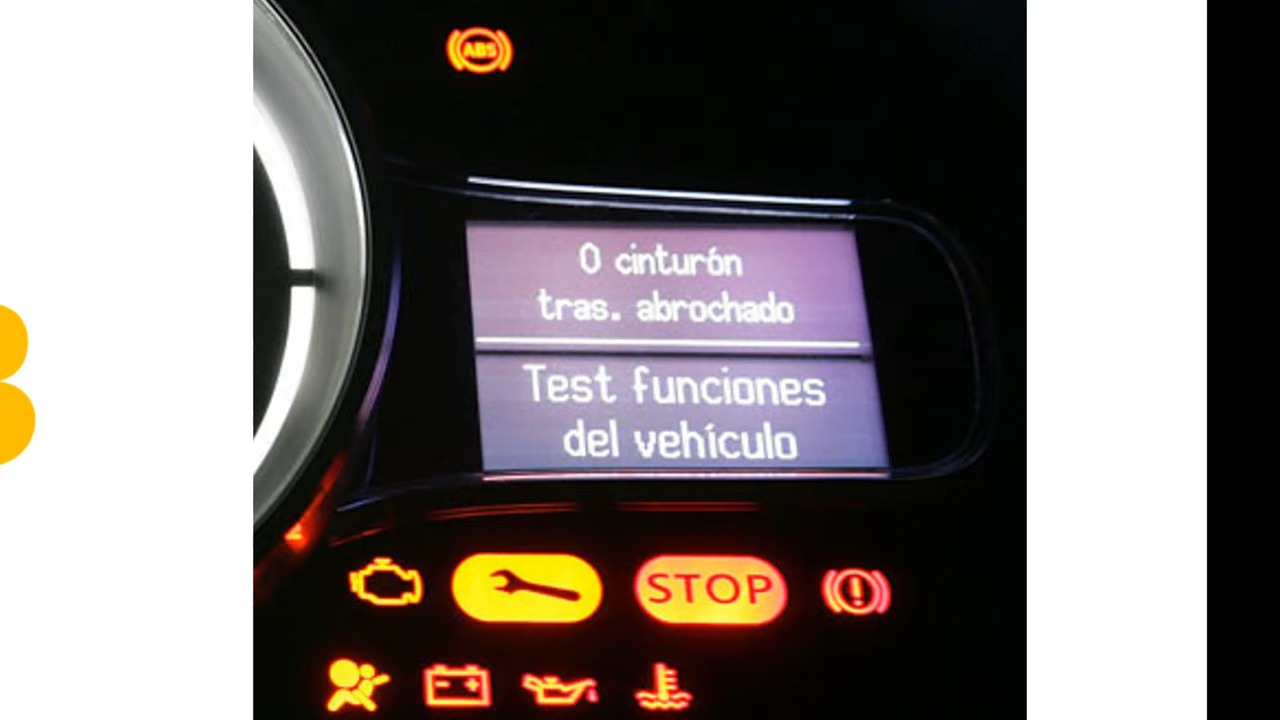 ABS
0 cinturón
tras. abrochado
Test funciones
del vehículo
STOP